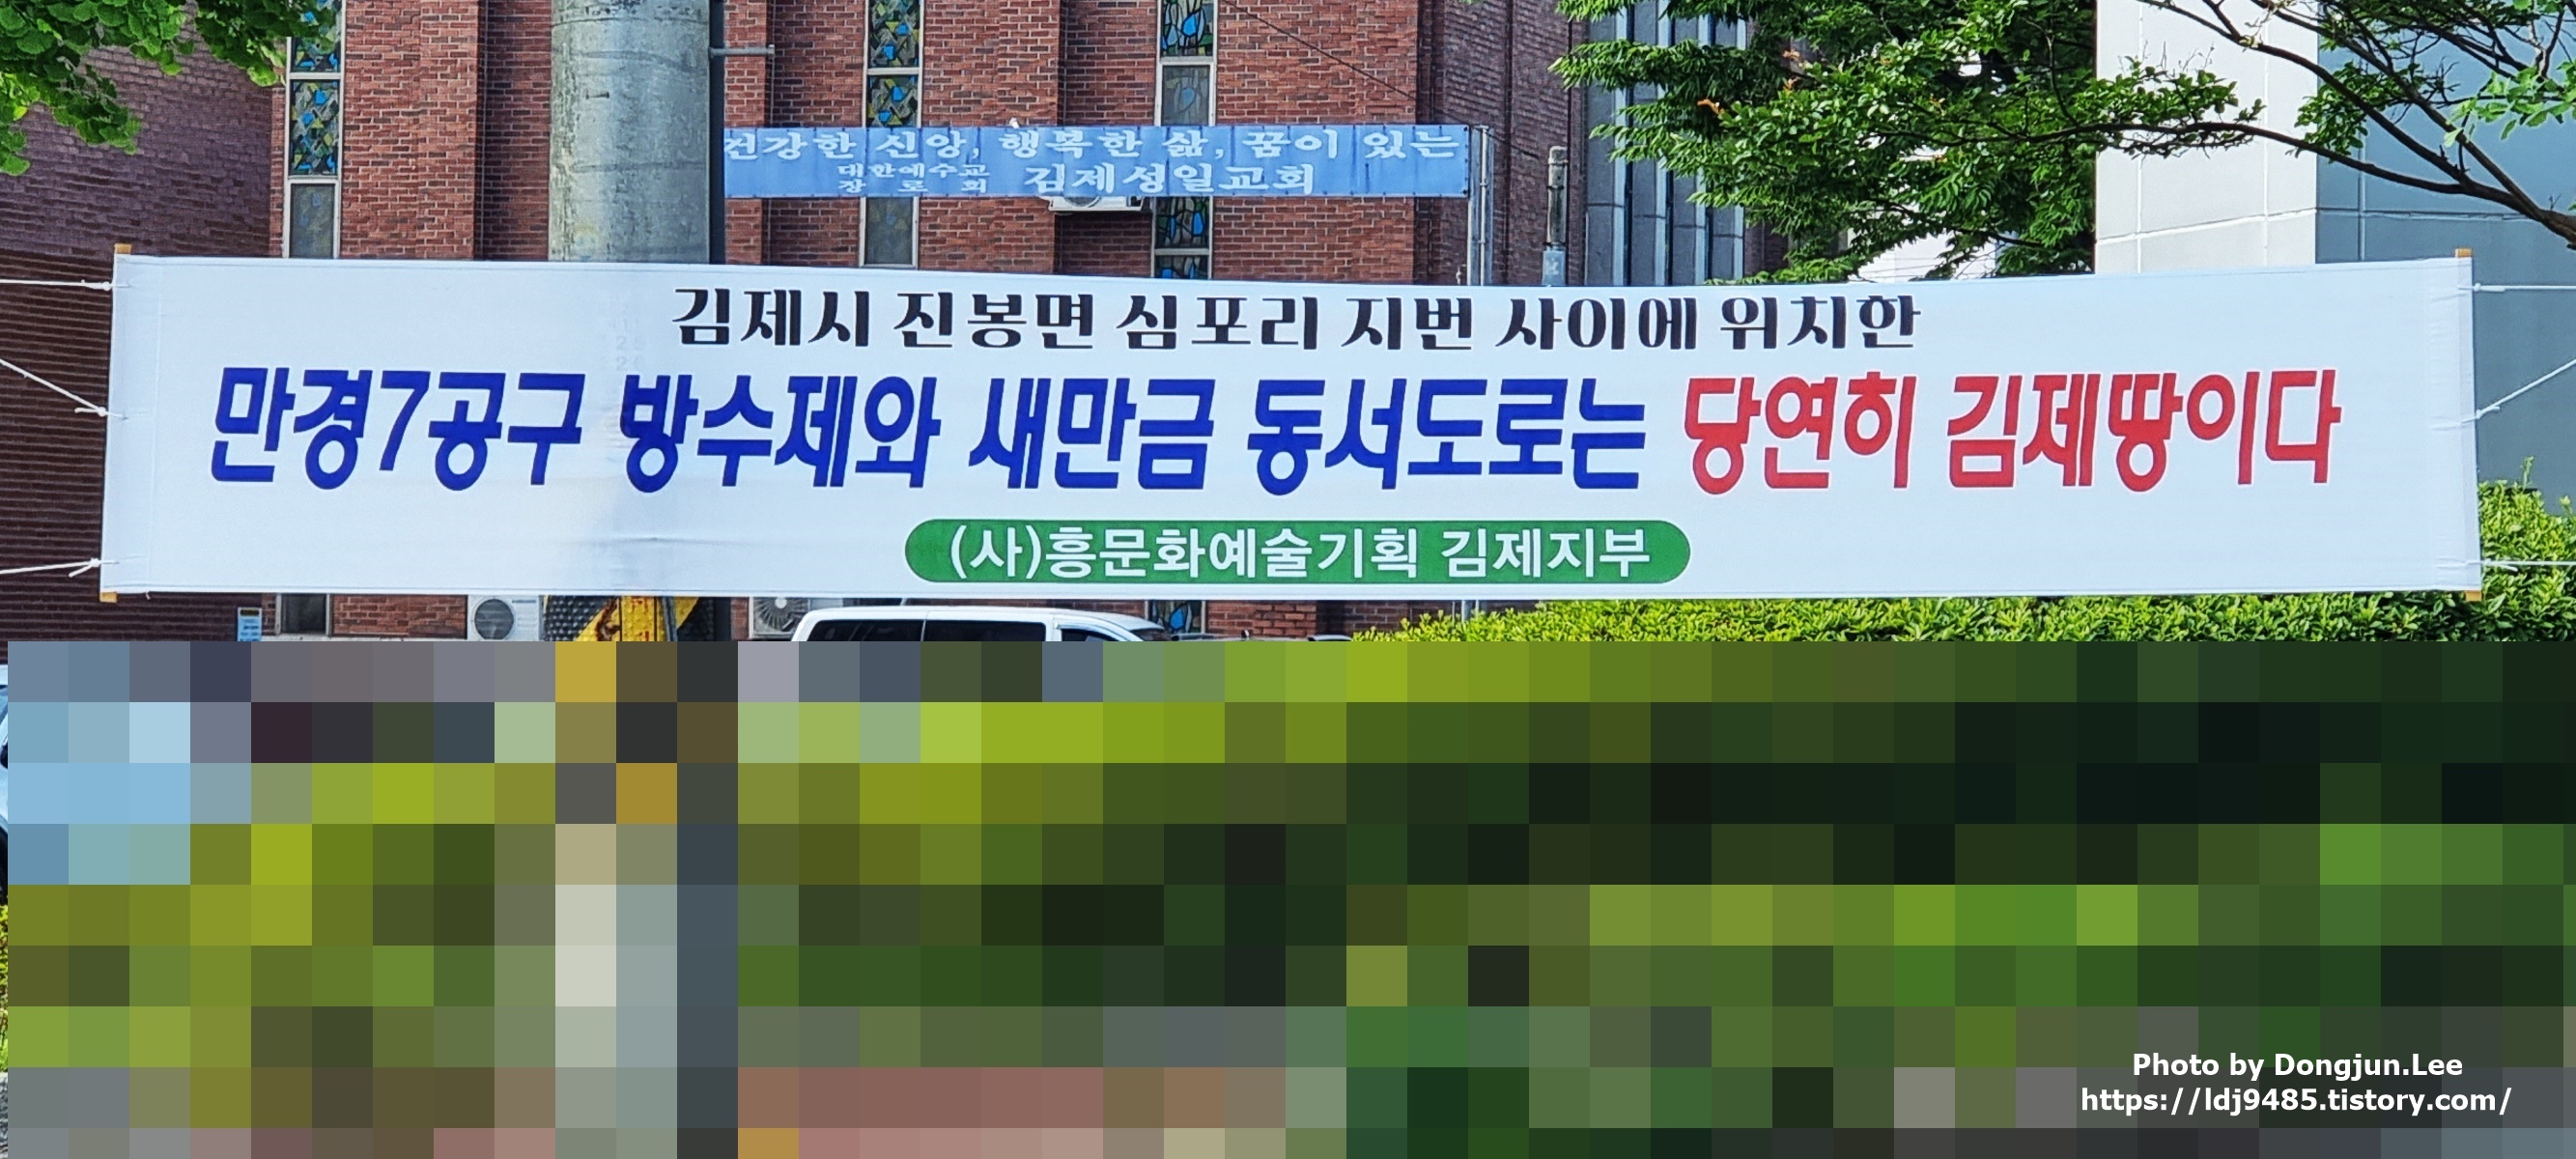 건강한 신앙, 행복한 삶, 꿈이 있는
대한예수교
장로회 김제성일교회
김제시 진봉면 심포리 지번 사이에 위치한
만경7공구 방수제와 새만금 동서도로는 당연히 김제땅이다
(사)흥문화예술기획 김제지부
Photo by Dongjun.Lee
https://ldj9485.tistory.com/